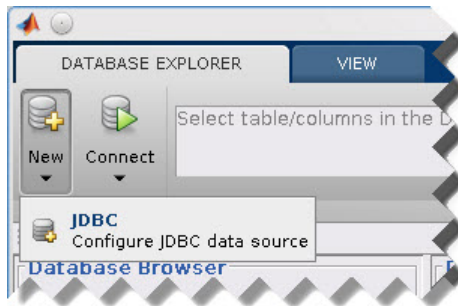 DATABASE EXPLORER
VIEW
New
Connect
Select table/columns in the
JDBC
Configure JDBC data source
Database Browser